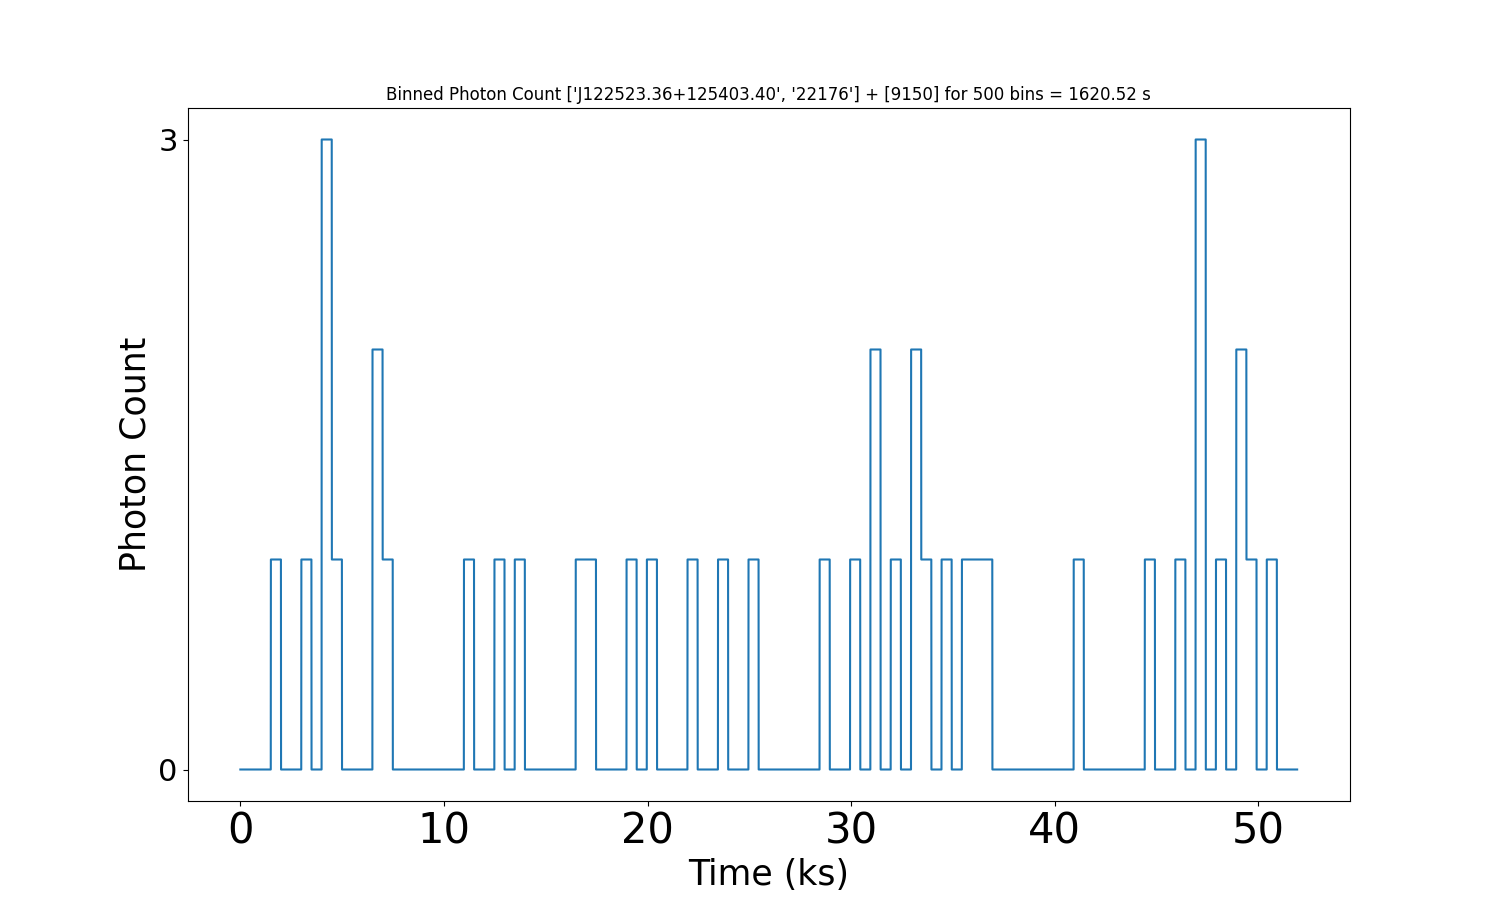 Binned Photon Count ['J122523.36+125403.40', '22176'] + [9150] for 500 bins = 1620.52 s
3
Photon Count
0
0 10 20 30 40 50
Time (ks)